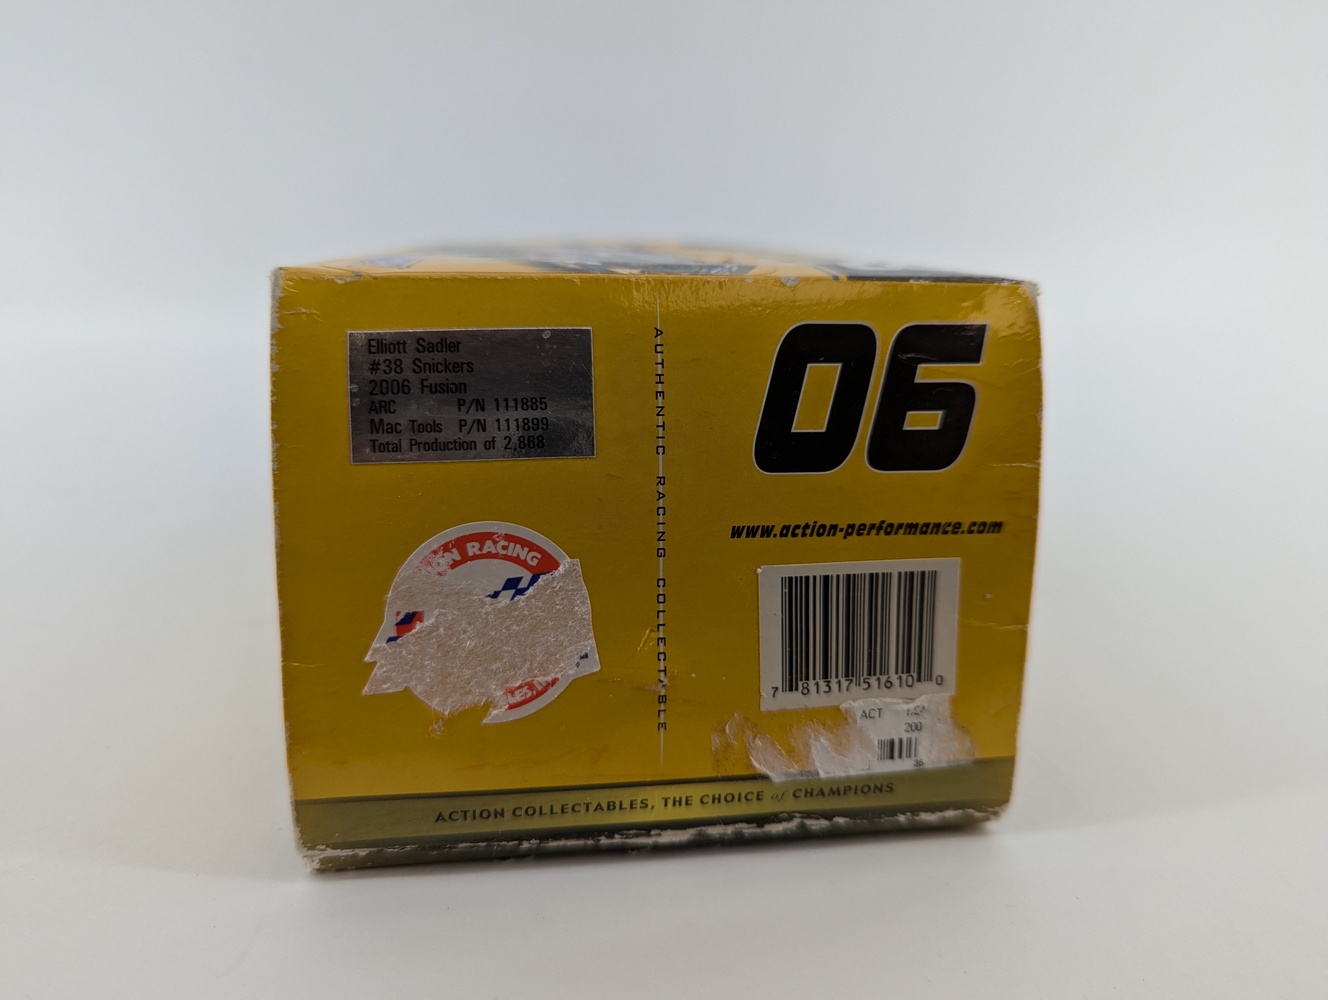 Elliott Sadler
#38 Snickers
2006 Fusion
ARC P/N 111885
Mac Tools P/N 111899
Total Production of 2,868
RACING
AUTHENTIC RACING COLLECTABLE
06
www.action-performance.com
7 81317 51610 0
ACT
200
ACTION COLLECTABLES, THE CHOICE of CHAMPIONS